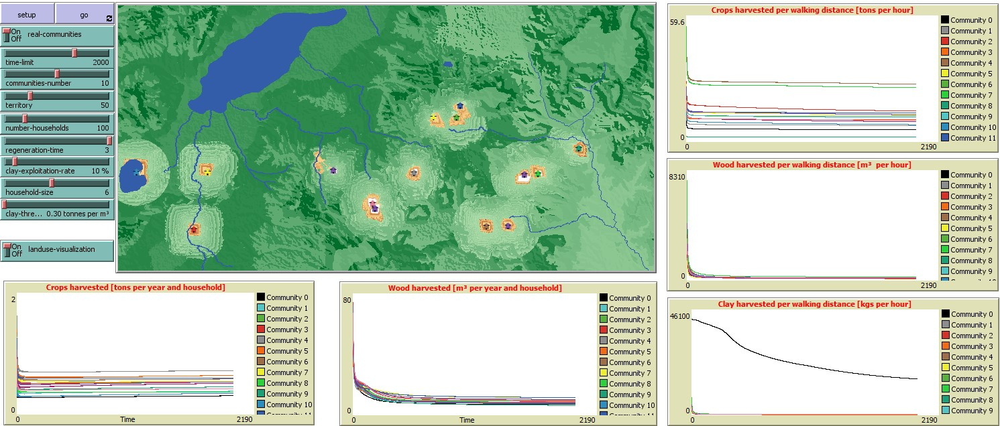 setup go
On
Off real-communities
time-limit 2000
communities-number 10
territory 50
number-households 100
regeneration-time 3
clay-exploitation-rate 10 %
household-size 6
clay-thre... 0.30 tonnes per m³
On
Off landuse-visualization
Crops harvested per walking distance [tons per hour]
59.6
0
0 2190
Community 0
Community 1
Community 2
Community 3
Community 4
Community 5
Community 6
Community 7
Community 8
Community 9
Community 10
Community 11
Wood harvested per walking distance [m³ per hour]
8310
0
0 2190
Community 0
Community 1
Community 2
Community 3
Community 4
Community 5
Community 6
Community 7
Community 8
Community 9
Crops harvested [tons per year and household]
2
0
0 Time 2190
Community 0
Community 1
Community 2
Community 3
Community 4
Community 5
Community 6
Community 7
Community 8
Community 9
Community 10
Wood harvested [m³ per year and household]
80
0
0 Time 2190
Community 0
Community 1
Community 2
Community 3
Community 4
Community 5
Community 6
Community 7
Community 8
Community 9
Community 10
Clay harvested per walking distance [kgs per hour]
46100
0
0 2190
Community 0
Community 1
Community 2
Community 3
Community 4
Community 5
Community 6
Community 7
Community 8
Community 9